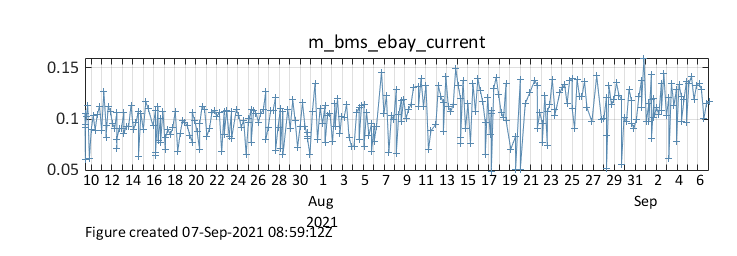 m_bms_ebay_current
0.15
0.1
0.05
10 12 14 16 18 20 22 24 26 28 30 1 3 5 7 9 11 13 15 17 19 21 23 25 27 29 31 2 4 6
Aug Sep
2021
Figure created 07-Sep-2021 08:59:12Z